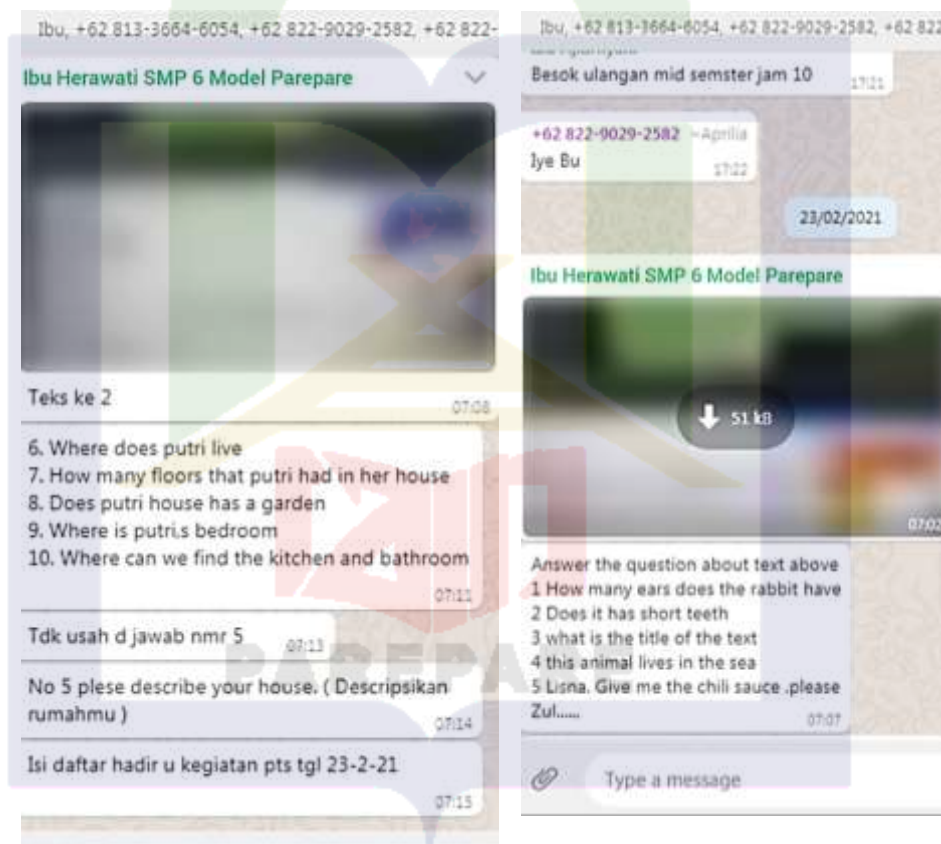 Ibu, +62 813-3664-6054, +62 822-9029-2582, +62 822-
Ibu Herawati SMP 6 Model Parepare
Teks ke 2
07:08
6. Where does putri live
7. How many floors that putri had in her house
8. Does putri house has a garden
9. Where is putri,s bedroom
10. Where can we find the kitchen and bathroom
07:11
Tdk usah d jawab nmr 5
07:13
No 5 plese describe your house. ( Descripsikan
rumahmu )
07:14
Isi daftar hadir u kegiatan pts tgl 23-2-21
07:15
Ibu, +62 813-3664-6054, +62 822-9029-2582, +62 822
Besok ulangan mid semster jam 10
17:21
+62 822-9029-2582 ~Aprilia
Iye Bu
17:22
23/02/2021
Ibu Herawati SMP 6 Model Parepare
51 kB
07:02
Answer the question about text above
1 How many ears does the rabbit have
2 Does it has short teeth
3 what is the title of the text
4 this animal lives in the sea
5 Lisna. Give me the chili sauce .please
Zul......
07:07
Type a message
PAREPARE